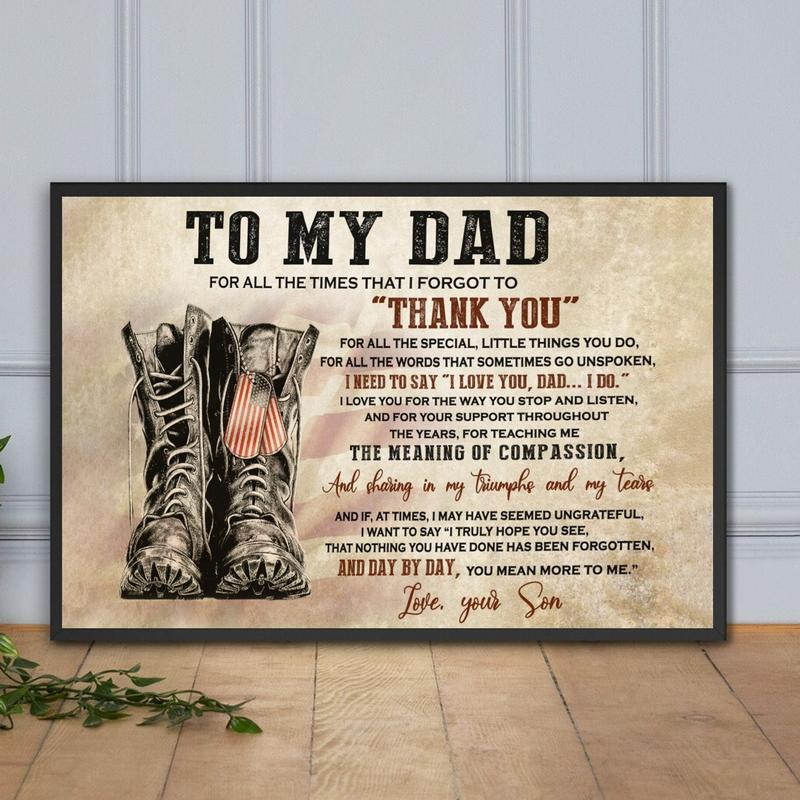 TO MY DAD
FOR ALL THE TIMES THAT I FORGOT TO
“THANK YOU”
FOR ALL THE SPECIAL, LITTLE THINGS YOU DO,
FOR ALL THE WORDS THAT SOMETIMES GO UNSPOKEN,
I NEED TO SAY “I LOVE YOU, DAD... I DO.”
I LOVE YOU FOR THE WAY YOU STOP AND LISTEN,
AND FOR YOUR SUPPORT THROUGHOUT
THE YEARS, FOR TEACHING ME
THE MEANING OF COMPASSION,
And sharing in my triumphs and my tears
AND IF, AT TIMES, I MAY HAVE SEEMED UNGRATEFUL,
I WANT TO SAY “I TRULY HOPE YOU SEE,
THAT NOTHING YOU HAVE DONE HAS BEEN FORGOTTEN,
AND DAY BY DAY, YOU MEAN MORE TO ME.”
Love, your Son